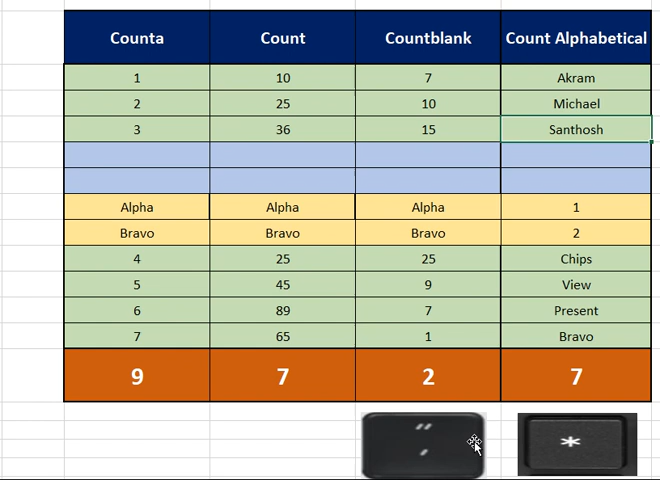 Counta Count Countblank Count Alphabetical
1 10 7 Akram
2 25 10 Michael
3 36 15 Santhosh
Alpha Alpha Alpha 1
Bravo Bravo Bravo 2
4 25 25 Chips
5 45 9 View
6 89 7 Present
7 65 1 Bravo
9 7 2 7
" *
'